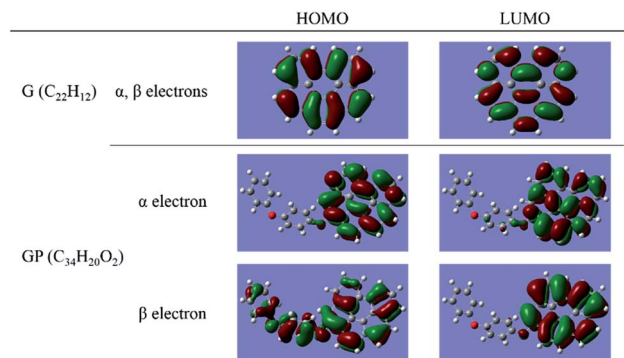 HOMO LUMO
G (C₂₂H₁₂) α, β electrons
α electron
GP (C₃₄H₂₀O₂)
β electron